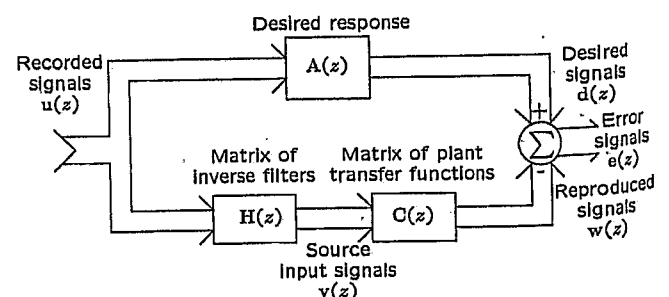 Desired response
Recorded
signals
u(z)
A(z)
Desired
signals
d(z)
+
Σ
-
Error
signals
e(z)
Matrix of
inverse filters
Matrix of plant
transfer functions
H(z)
C(z)
Reproduced
signals
w(z)
Source
input signals
v(z)